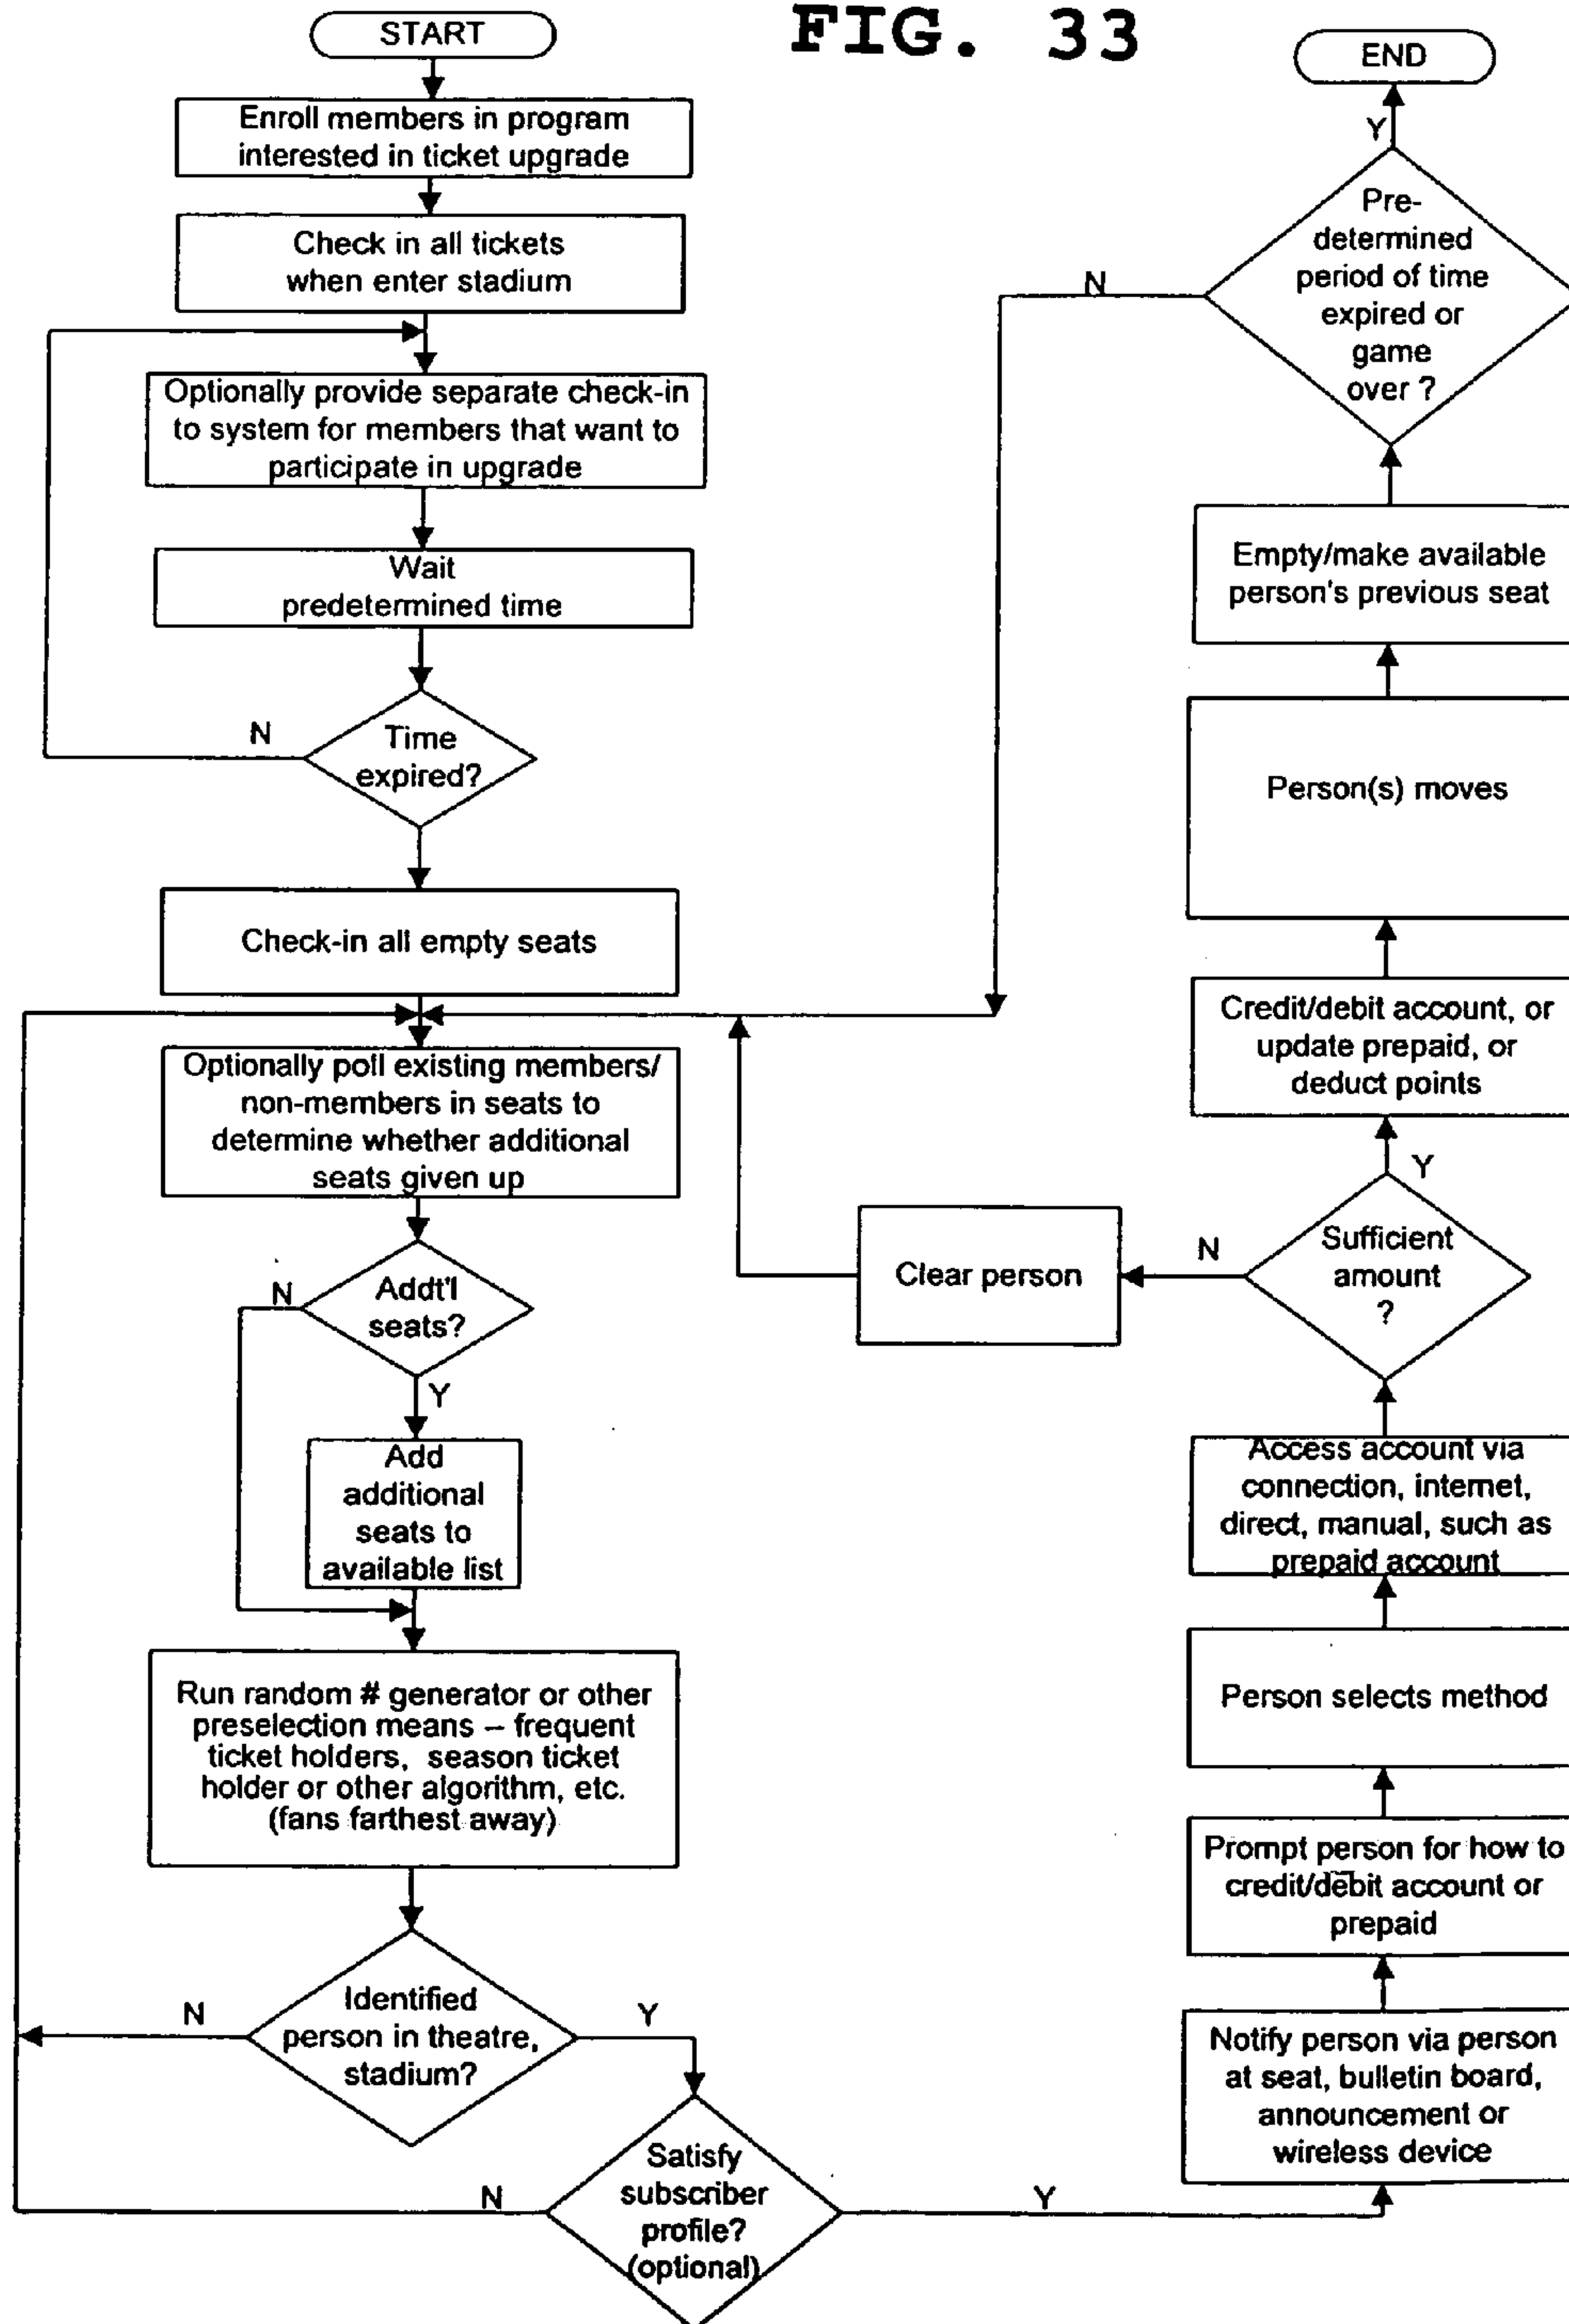 FIG. 33
START
Enroll members in program
interested in ticket upgrade
Check in all tickets
when enter stadium
Optionally provide separate check-in
to system for members that want to
participate in upgrade
Wait
predetermined time
N
Time
expired?
Check-in all empty seats
Optionally poll existing members/
non-members in seats to
determine whether additional
seats given up
N
Addt'l
seats?
Y
Add
additional
seats to
available list
Run random # generator or other
preselection means – frequent
ticket holders, season ticket
holder or other algorithm, etc.
(fans farthest away)
N
Identified
person in theatre,
stadium?
Y
N
Satisfy
subscriber
profile?
(optional)
Y
Notify person via person
at seat, bulletin board,
announcement or
wireless device
Prompt person for how to
credit/debit account or
prepaid
Person selects method
Access account via
connection, internet,
direct, manual, such as
prepaid account
Sufficient
amount
?
N
Clear person
Y
Credit/debit account, or
update prepaid, or
deduct points
Person(s) moves
Empty/make available
person's previous seat
Pre-
determined
period of time
expired or
game
over ?
N
Y
END